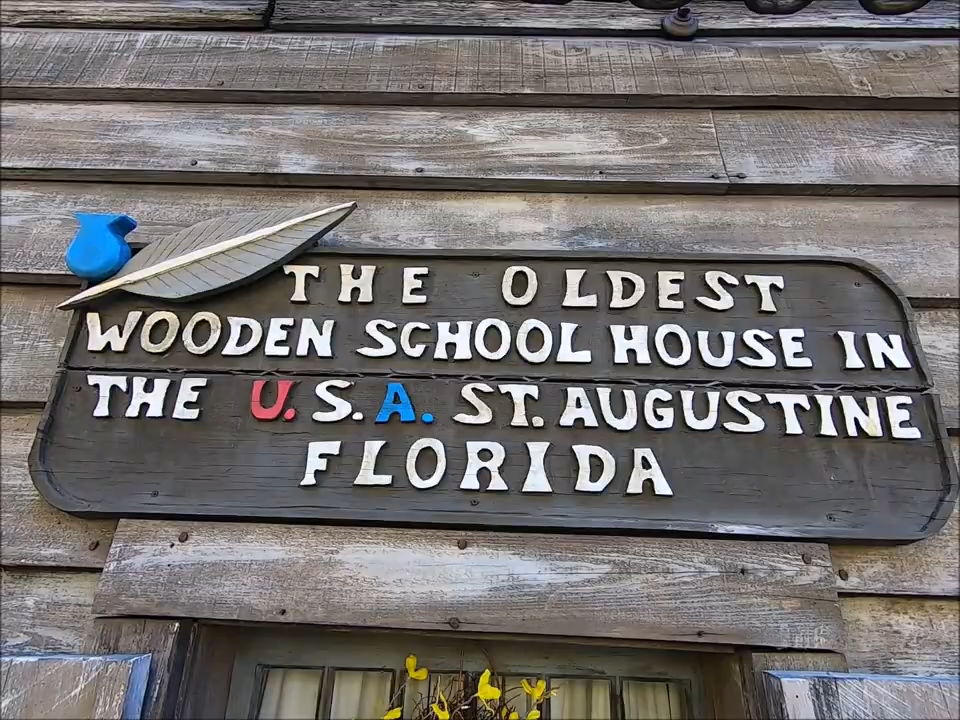 THE OLDEST
WOODEN SCHOOL HOUSE IN
THE U.S.A. ST. AUGUSTINE
FLORIDA